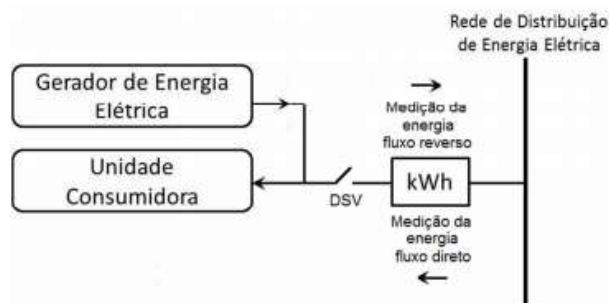 Rede de Distribuição
de Energia Elétrica
Gerador de Energia
Elétrica
Medição da
energia
fluxo reverso
Unidade
Consumidora
DSV
kWh
Medição da
energia
fluxo direto